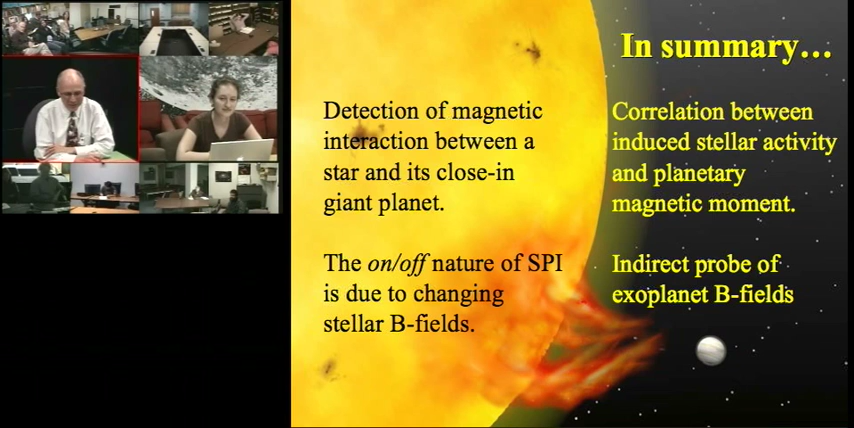 In summary…
Detection of magnetic
interaction between a
star and its close-in
giant planet.
The on/off nature of SPI
is due to changing
stellar B-fields.
Correlation between
induced stellar activity
and planetary
magnetic moment.
Indirect probe of
exoplanet B-fields